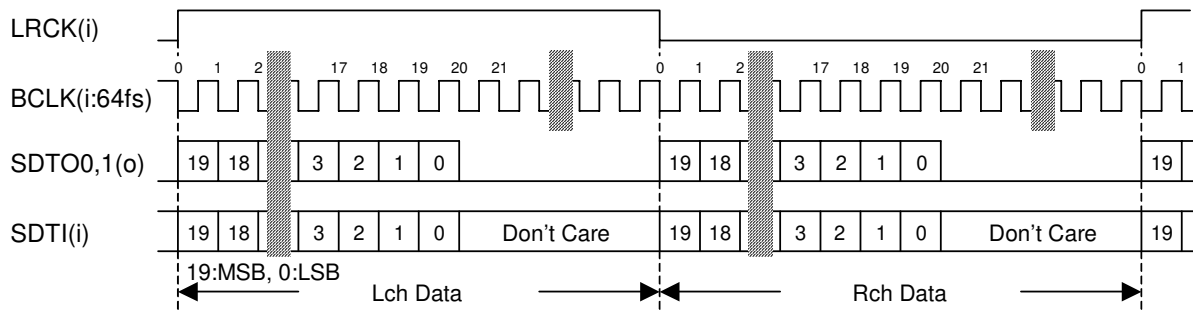 LRCK(i)
0 1 2 17 18 19 20 21 0 1 2 17 18 19 20 21 0 1
BCLK(i:64fs)
SDTO0,1(o) 19 18 3 2 1 0 19 18 3 2 1 0 19
SDTI(i) 19 18 3 2 1 0 Don't Care 19 18 3 2 1 0 Don't Care 19
19:MSB, 0:LSB
Lch Data Rch Data